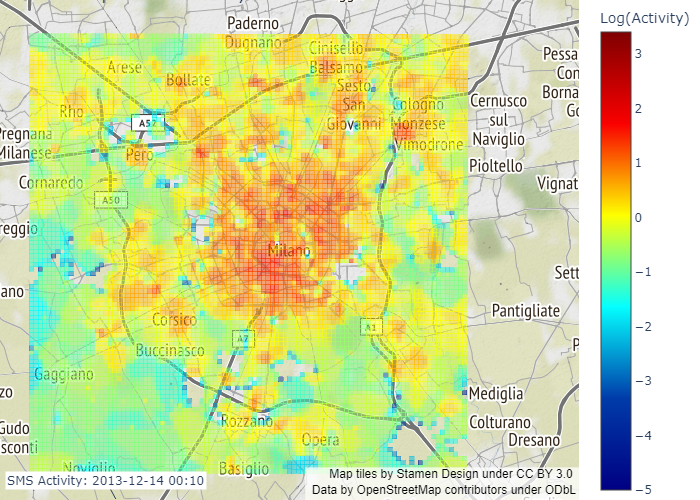 Paderno
Dugnano
Log(Activity)
Cinisello
Balsamo
Arese
Bollate
Sesto
San
Giovanni
Pessa
Con
Borna
Go
Rho
A52
Cologno
Monzese
Cernusco
sul
Naviglio
Pregnana
Milanese
Pero
Vimodrone
Pioltello
Cornaredo
Vignat
A50
reggio
Milano
Sett
ano
Pantigliate
Corsico
A1
A7
Buccinasco
P
Gaggiano
zo
Mediglia
Rozzano
Colturano
Gudo
sconti
Opera
Dresano
Noviglio
Basiglio
SMS Activity: 2013-12-14 00:10
Map tiles by Stamen Design under CC BY 3.0
Data by OpenStreetMap contributors under ODbL
3
2
1
0
−1
−2
−3
−4
−5